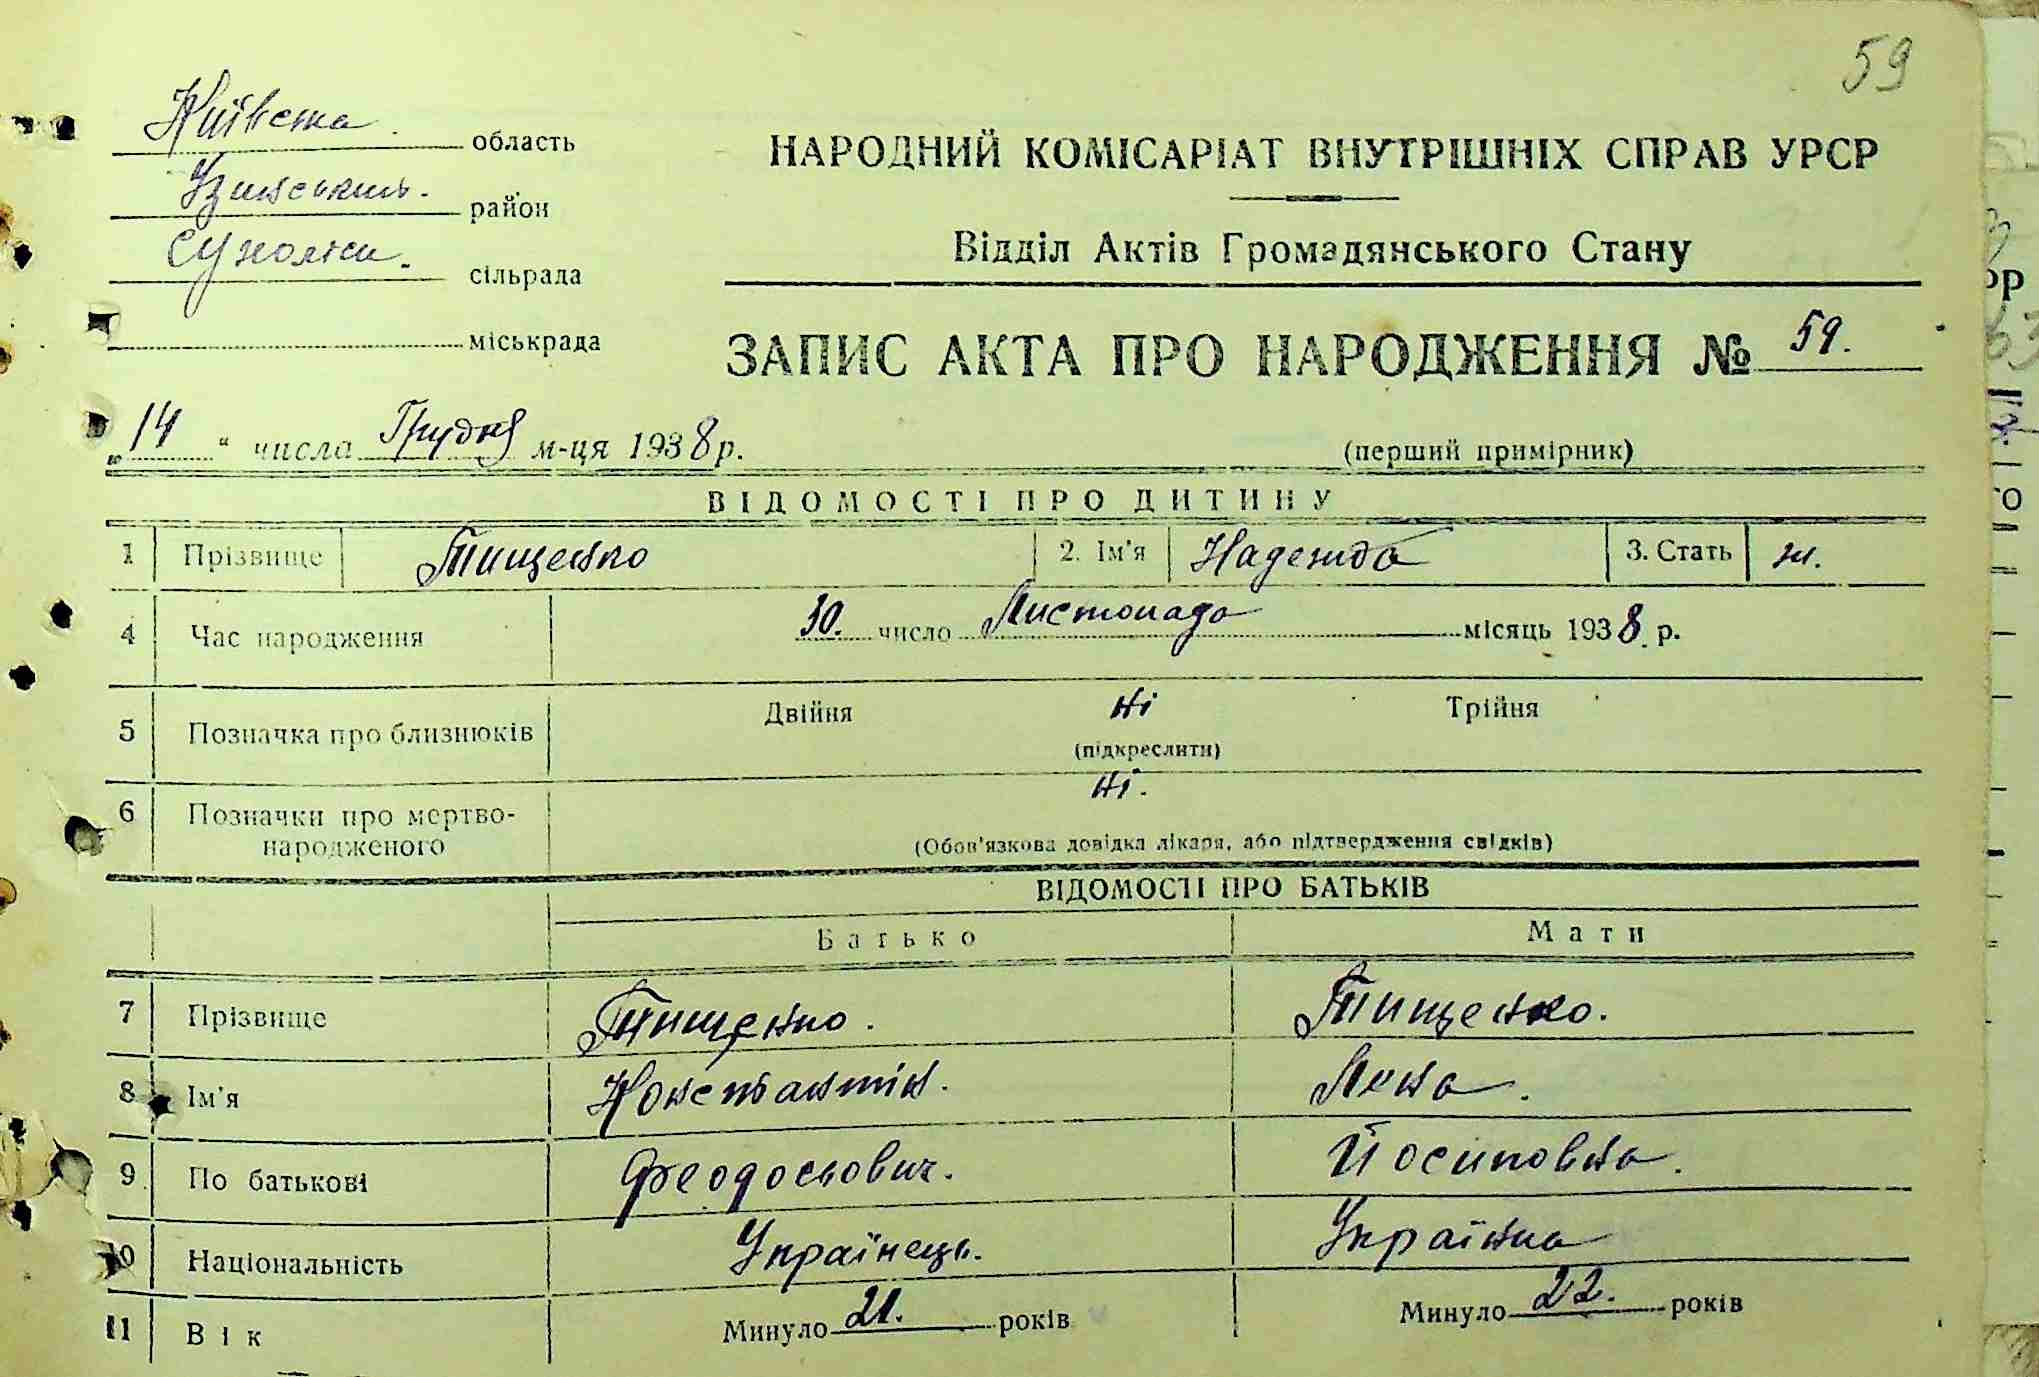 59
Київська область
Узинський район
Сухоліси сільрада
міськрада
НАРОДНИЙ КОМІСАРІАТ ВНУТРІШНІХ СПРАВ УРСР
Відділ Актів Громадянського Стану
ЗАПИС АКТА ПРО НАРОДЖЕННЯ № 59.
„14“ числа Грудня м-ця 1938 р.
(перший примірник)
ВІДОМОСТІ ПРО ДИТИНУ
1 Прізвище Тищенко 2. Ім'я Надежда 3. Стать ж.
4 Час народження 30. число Листопада місяць 1938 р.
5 Позначка про близнюків Двійня ні Трійня
(підкреслити)
6 Позначки про мертво-
народженого ні.
(Обов'язкова довідка лікаря, або підтвердження свідків)
ВІДОМОСТІ ПРО БАТЬКІВ
Батько Мати
7 Прізвище Тищенко. Тищенко.
8 Ім'я Константін. Лена.
9 По батькові Феодосьович. Йосиповна.
10 Національність Українець. Українка
11 Вік Минуло 21. років Минуло 22. років